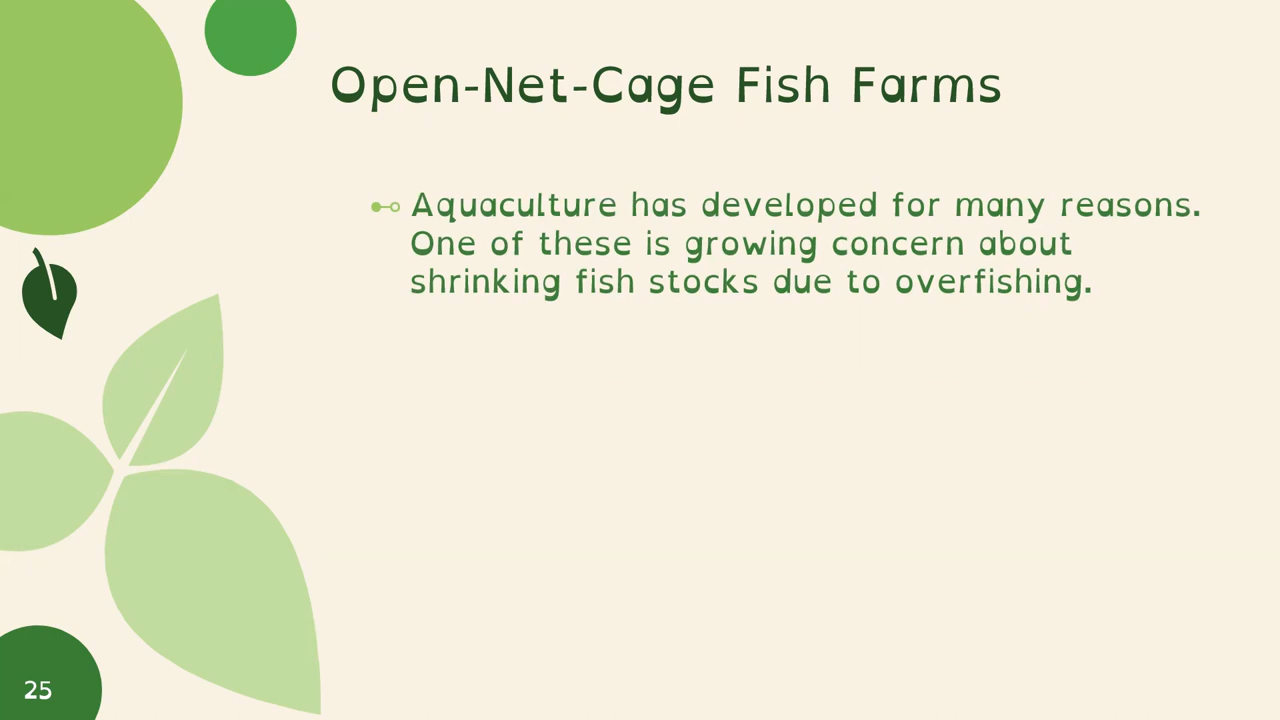 Open-Net-Cage Fish Farms
Aquaculture has developed for many reasons.
One of these is growing concern about
shrinking fish stocks due to overfishing.
25